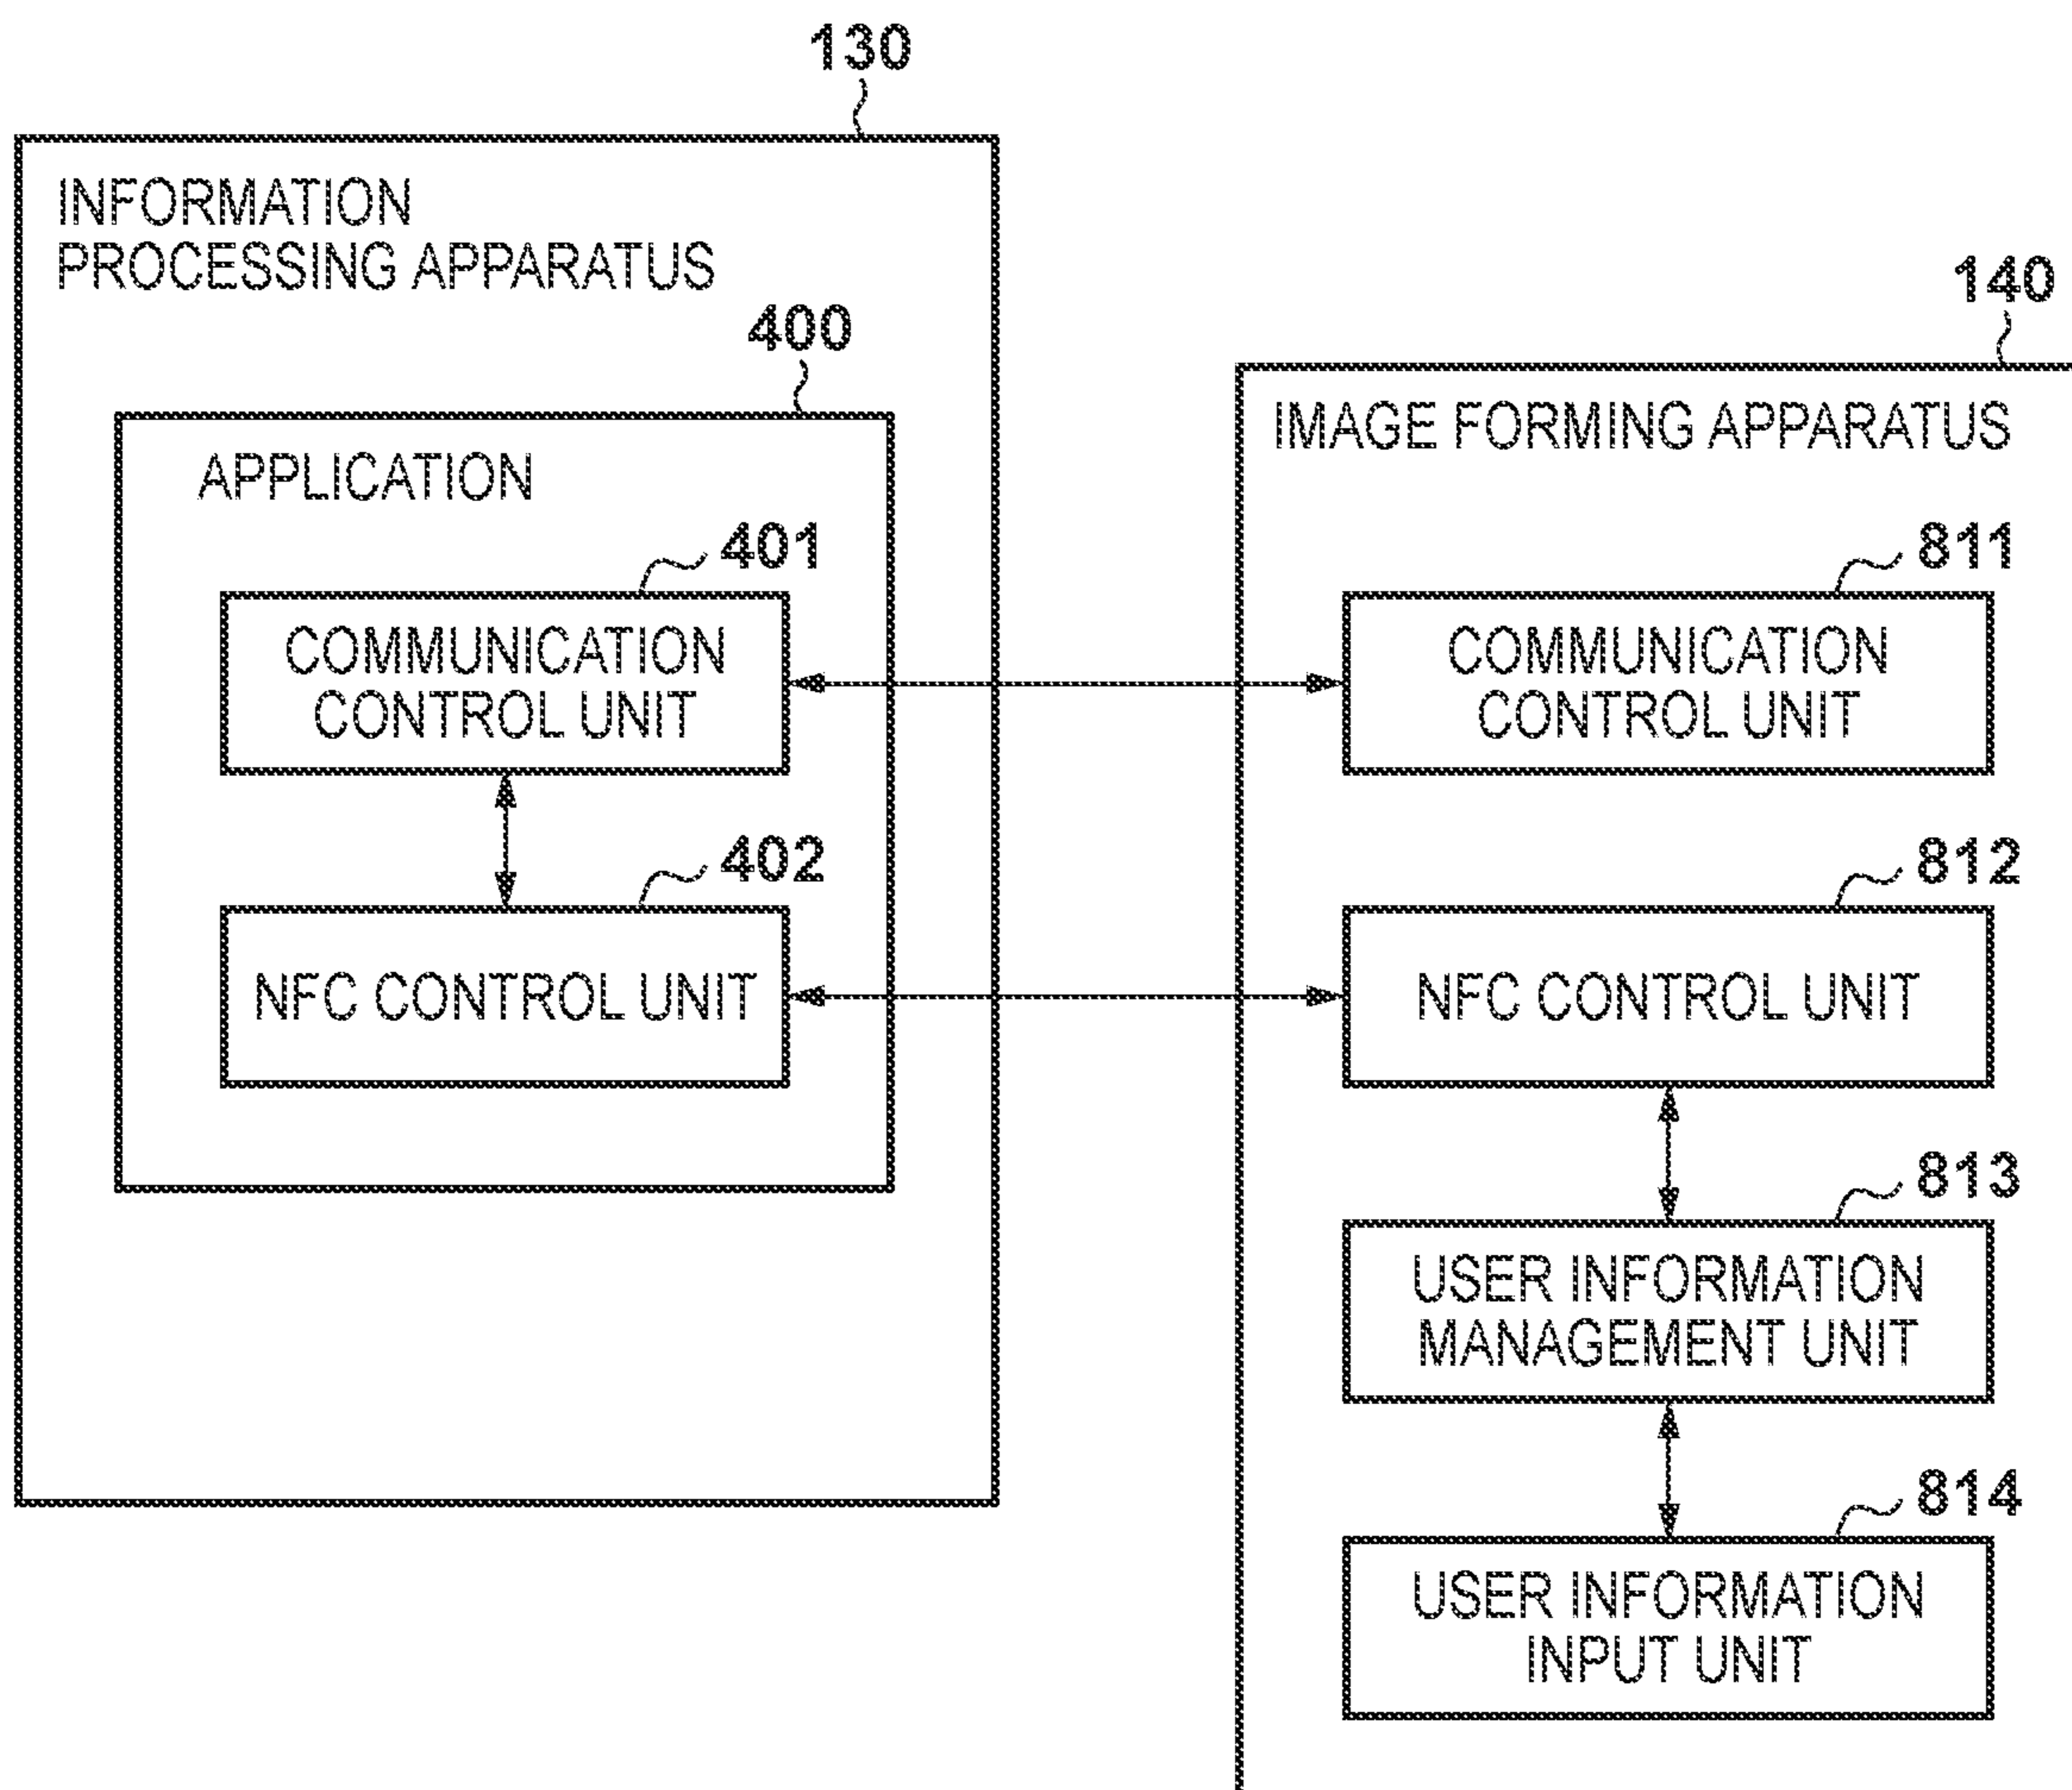 130
INFORMATION
PROCESSING APPARATUS
400
APPLICATION
401
COMMUNICATION
CONTROL UNIT
402
NFC CONTROL UNIT
140
IMAGE FORMING APPARATUS
811
COMMUNICATION
CONTROL UNIT
812
NFC CONTROL UNIT
813
USER INFORMATION
MANAGEMENT UNIT
814
USER INFORMATION
INPUT UNIT